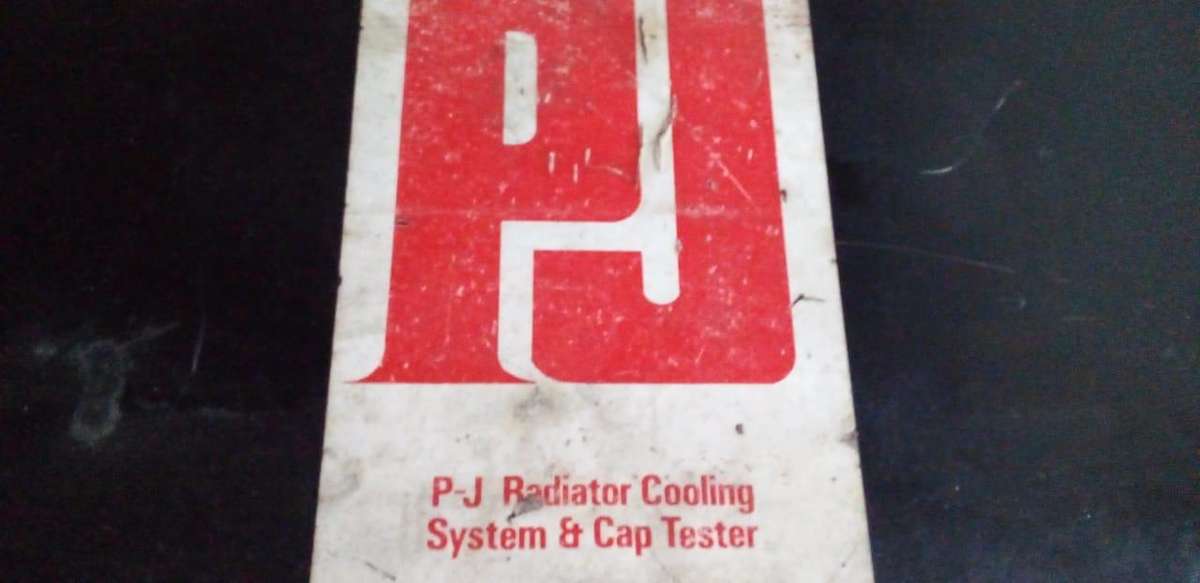 PJ
P-J Radiator Cooling
System & Cap Tester